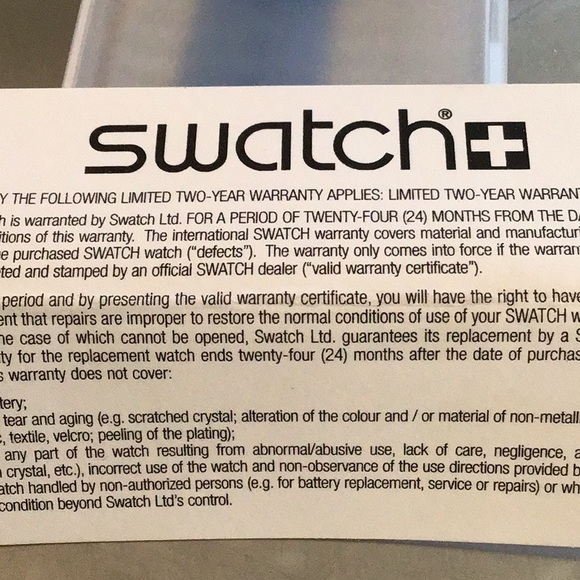 swatch®
Y THE FOLLOWING LIMITED TWO-YEAR WARRANTY APPLIES: LIMITED TWO-YEAR WARRAN
h is warranted by Swatch Ltd. FOR A PERIOD OF TWENTY-FOUR (24) MONTHS FROM THE DA
ditions of this warranty. The international SWATCH warranty covers material and manufacturi
e purchased SWATCH watch ("defects"). The warranty only comes into force if the warran
eted and stamped by an official SWATCH dealer ("valid warranty certificate").
period and by presenting the valid warranty certificate, you will have the right to have
ent that repairs are improper to restore the normal conditions of use of your SWATCH w
he case of which cannot be opened, Swatch Ltd. guarantees its replacement by a S
ty for the replacement watch ends twenty-four (24) months after the date of purchas
s warranty does not cover:
tery;
tear and aging (e.g. scratched crystal; alteration of the colour and / or material of non-metalli
c, textile, velcro; peeling of the plating);
any part of the watch resulting from abnormal/abusive use, lack of care, negligence, a
n crystal, etc.), incorrect use of the watch and non-observance of the use directions provided b
atch handled by non-authorized persons (e.g. for battery replacement, service or repairs) or wh
condition beyond Swatch Ltd's control.